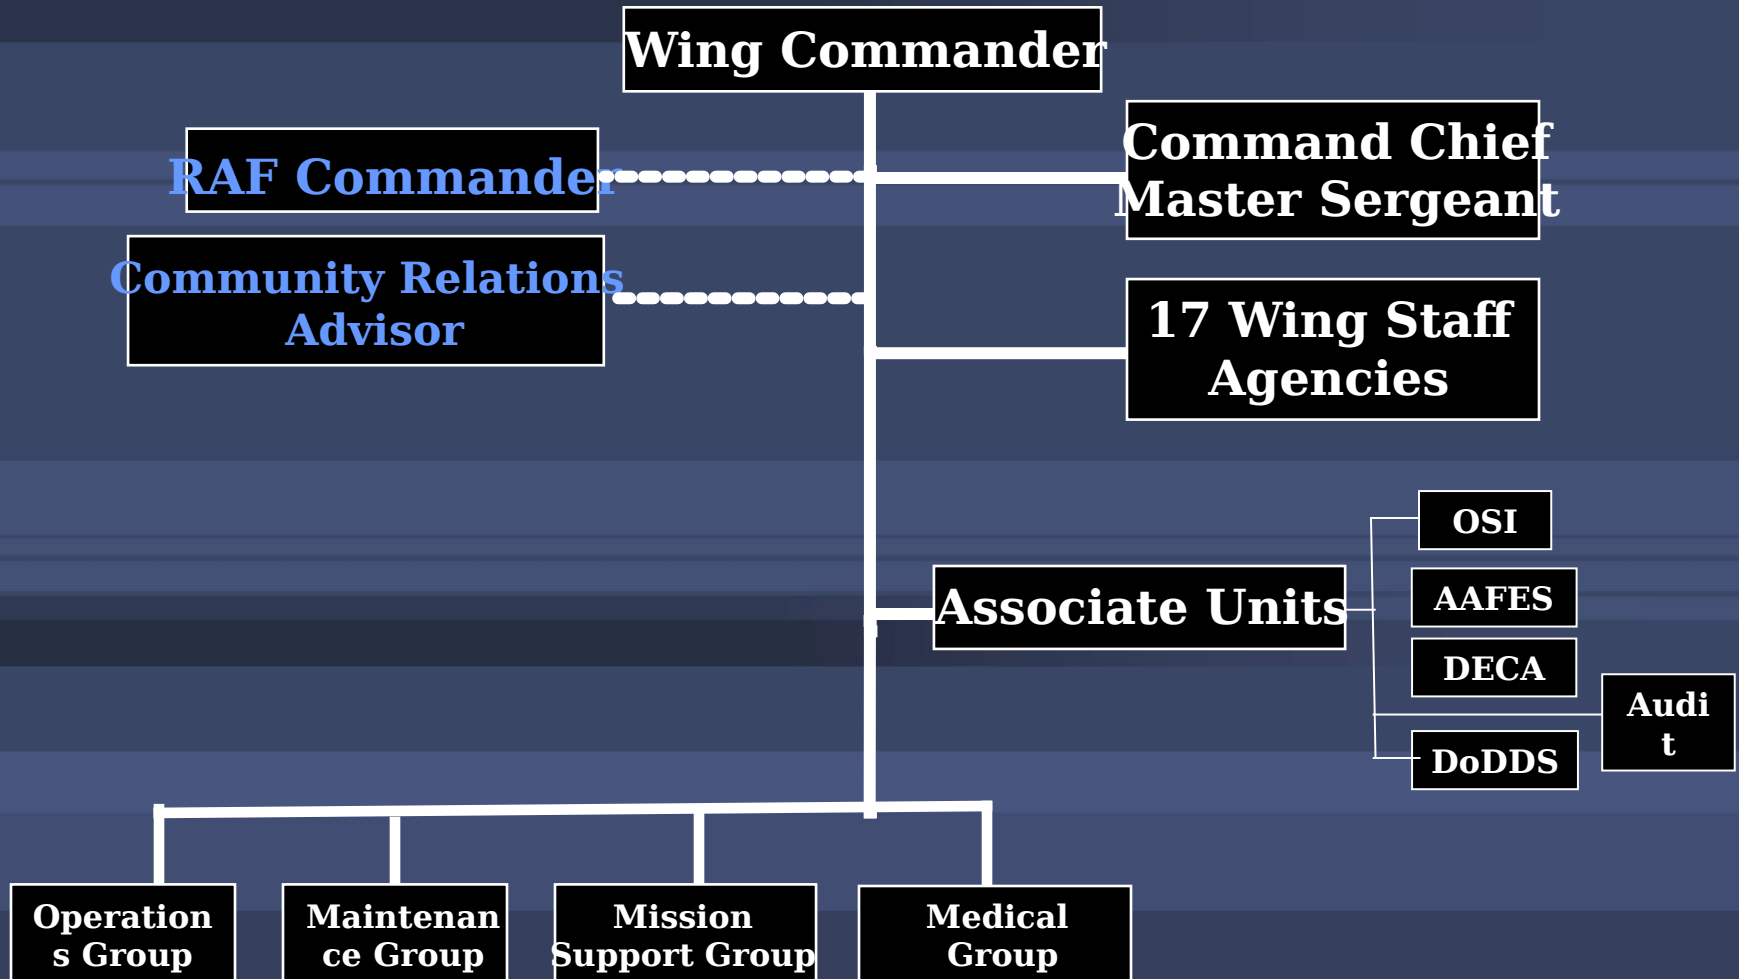 Wing Commander
RAF Commander
Command Chief
Master Sergeant
Community Relations
Advisor
17 Wing Staff
Agencies
OSI
AAFES
Associate Units
DECA
Audi
t
DoDDS
Operation
s Group
Maintenan
ce Group
Mission
Support Group
Medical
Group